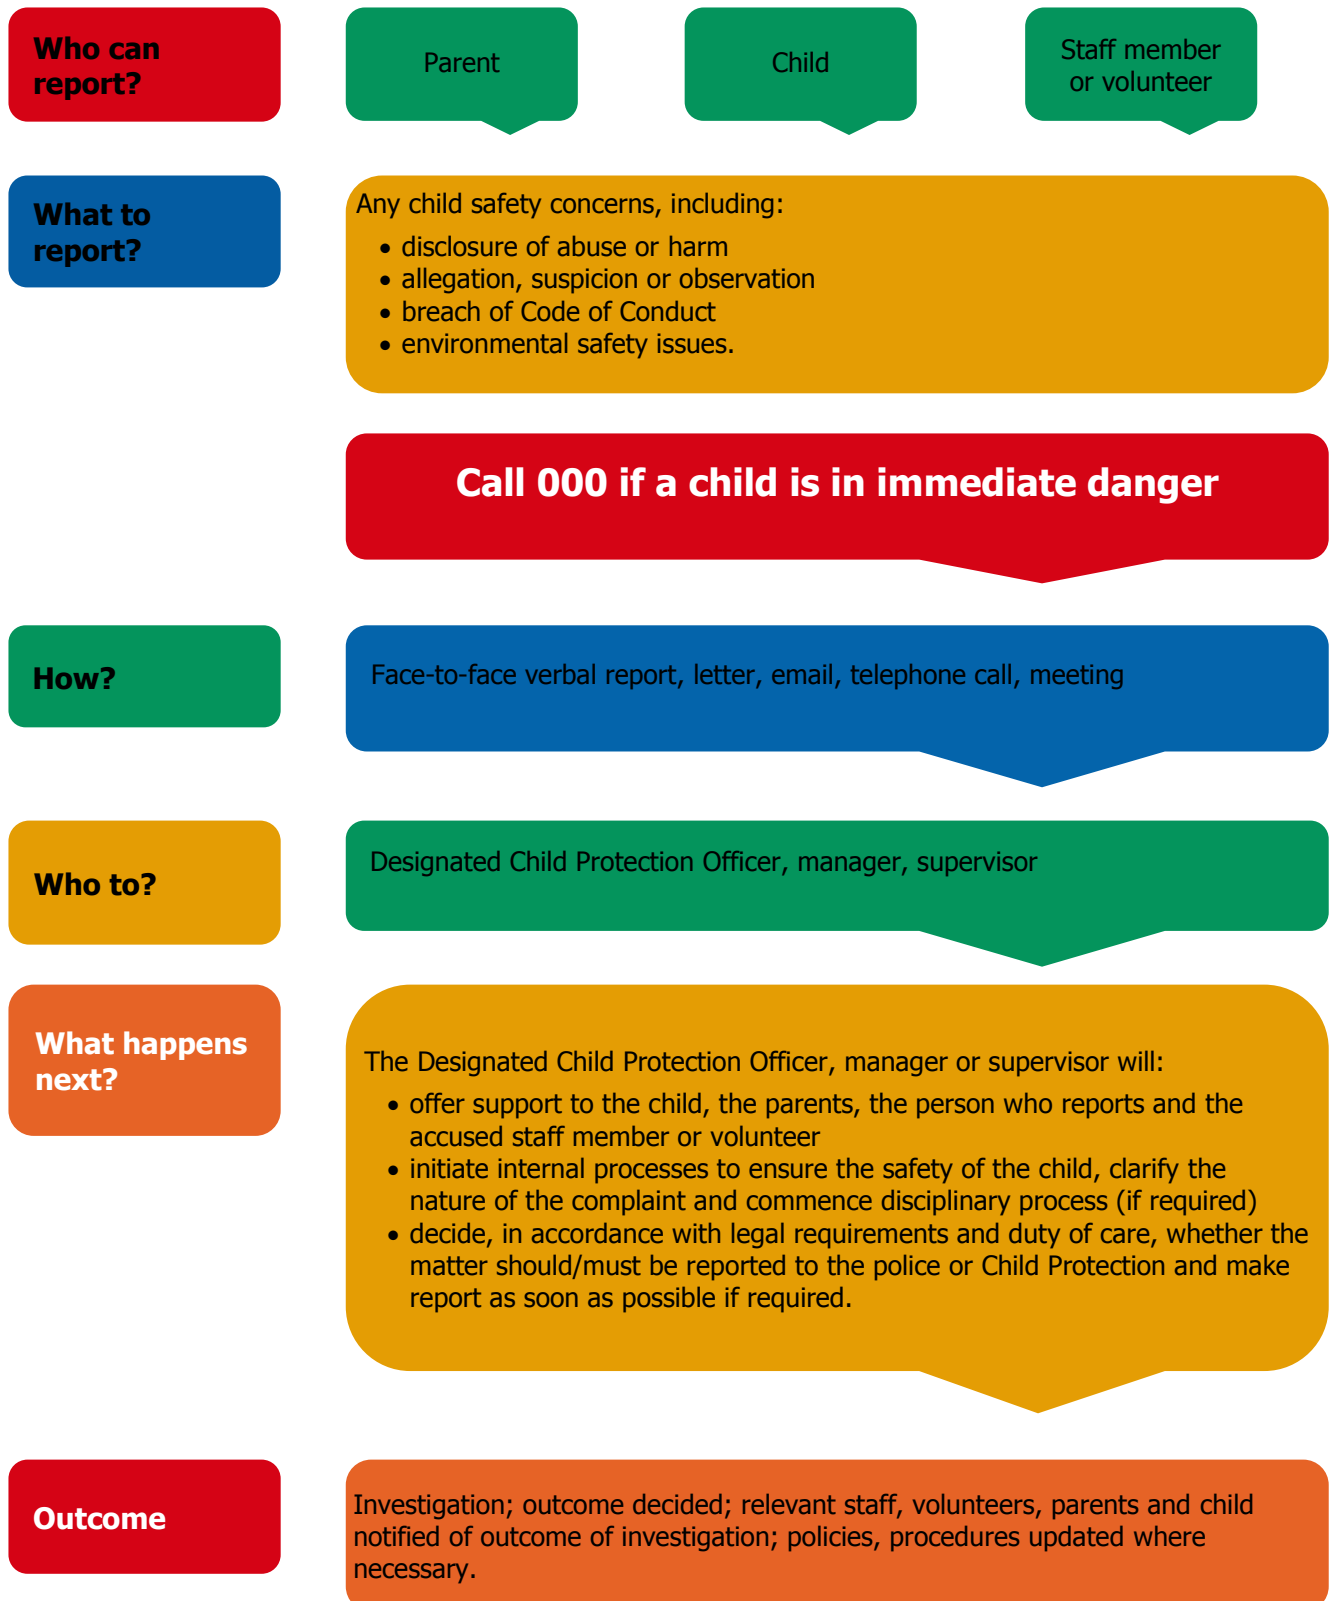 Who can
report?
Parent
Child
Staff member
or volunteer
What to
report?
Any child safety concerns, including:
• disclosure of abuse or harm
• allegation, suspicion or observation
• breach of Code of Conduct
• environmental safety issues.
Call 000 if a child is in immediate danger
How?
Face-to-face verbal report, letter, email, telephone call, meeting
Who to?
Designated Child Protection Officer, manager, supervisor
What happens
next?
The Designated Child Protection Officer, manager or supervisor will:
• offer support to the child, the parents, the person who reports and the
accused staff member or volunteer
• initiate internal processes to ensure the safety of the child, clarify the
nature of the complaint and commence disciplinary process (if required)
• decide, in accordance with legal requirements and duty of care, whether the
matter should/must be reported to the police or Child Protection and make
report as soon as possible if required.
Outcome
Investigation; outcome decided; relevant staff, volunteers, parents and child
notified of outcome of investigation; policies, procedures updated where
necessary.